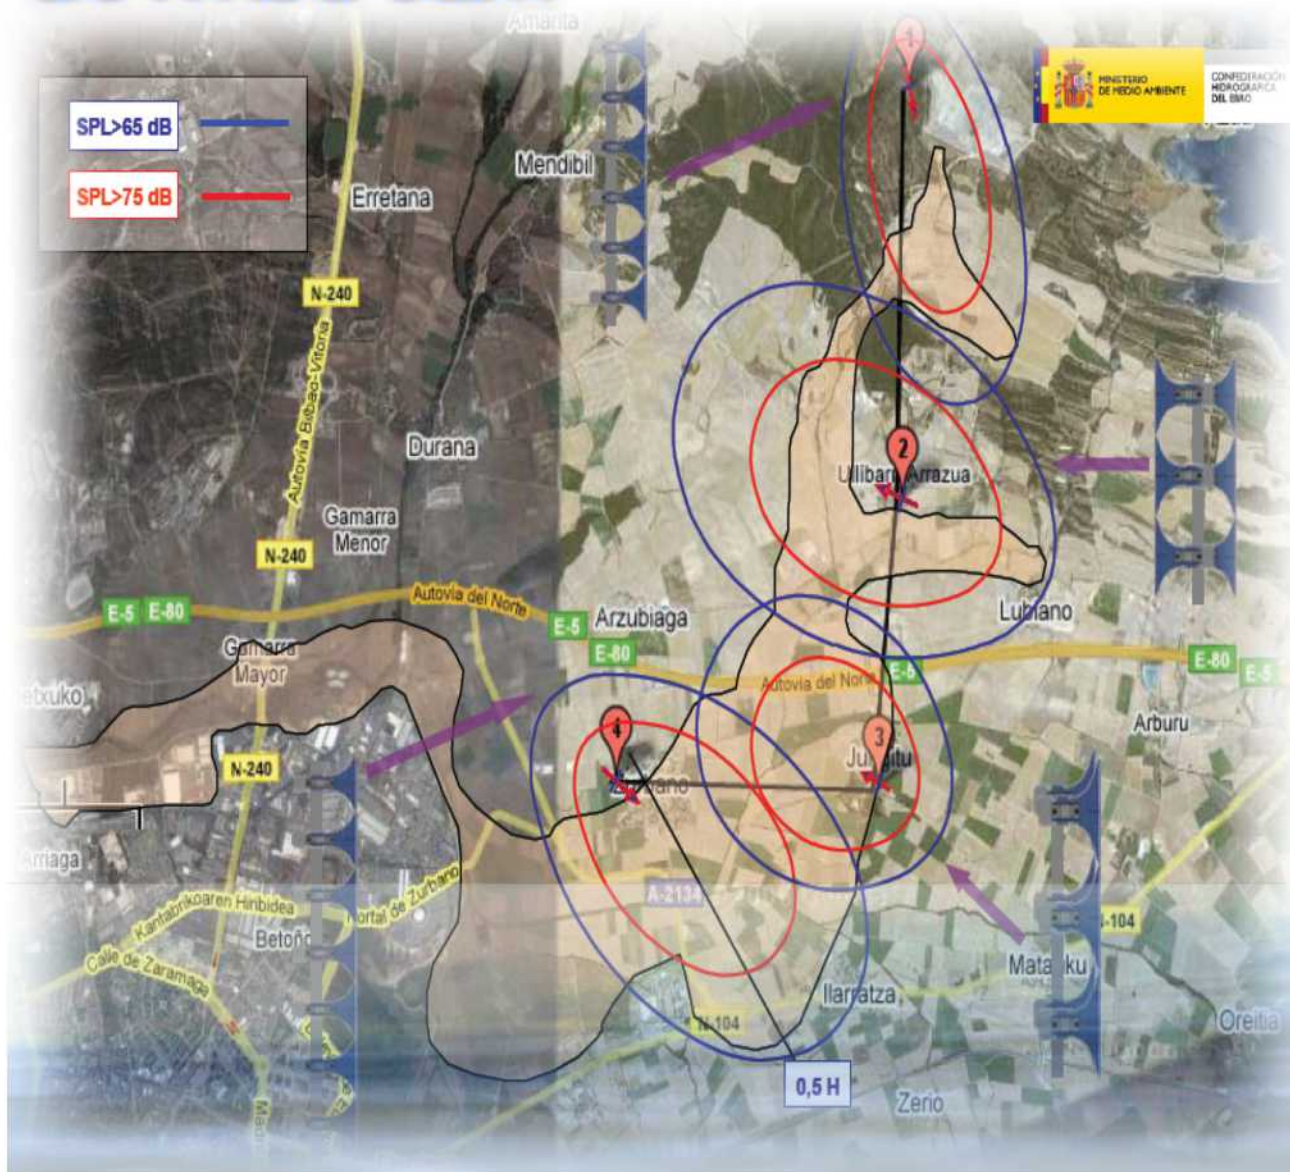 Amarita
1
MINISTERIO
DE MEDIO AMBIENTE
CONFEDERACIÓN
HIDROGRÁFICA
DEL EBRO
SPL>65 dB
SPL>75 dB
Mendibil
Erretana
N-240
Autovía Bilbao-Vitoria
Durana
2
Ullibarri Arrazua
Gamarra
Menor
N-240
E-5
E-80
Autovía del Norte
E-5
Arzubiaga
E-80
Lubiano
Gamarra
Mayor
Autovía del Norte
E-5
E-80
E-5
etxuko
4
3
Arburu
N-240
Arriaga
A-2134
Kantabrikoaren Hiribidea
Portal de Zurbano
Betoño
N-104
Calle de Zaramaga
Ilarratza
N-104
Oreitia
0,5 H
Zerio